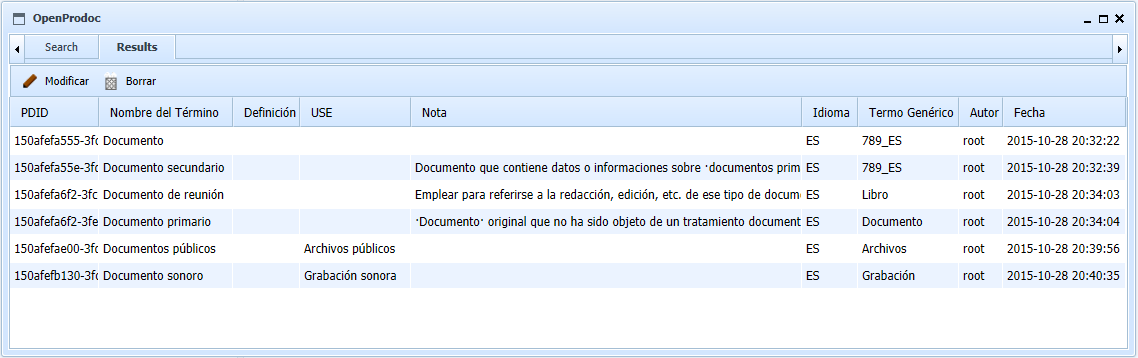 OpenProdoc
Search Results
Modificar Borrar
PDID Nombre del Término Definición USE Nota Idioma Termo Genérico Autor Fecha
150afefa555-3fc Documento ES 789_ES root 2015-10-28 20:32:22
150afefa55e-3fc Documento secundario Documento que contiene datos o informaciones sobre ·documentos prim ES 789_ES root 2015-10-28 20:32:39
150afefa6f2-3fc Documento de reunión Emplear para referirse a la redacción, edición, etc. de ese tipo de docum ES Libro root 2015-10-28 20:34:03
150afefa6f2-3fe Documento primario ·Documento· original que no ha sido objeto de un tratamiento document ES Documento root 2015-10-28 20:34:04
150afefae00-3fc Documentos públicos Archivos públicos ES Archivos root 2015-10-28 20:39:56
150afefb130-3fc Documento sonoro Grabación sonora ES Grabación root 2015-10-28 20:40:35